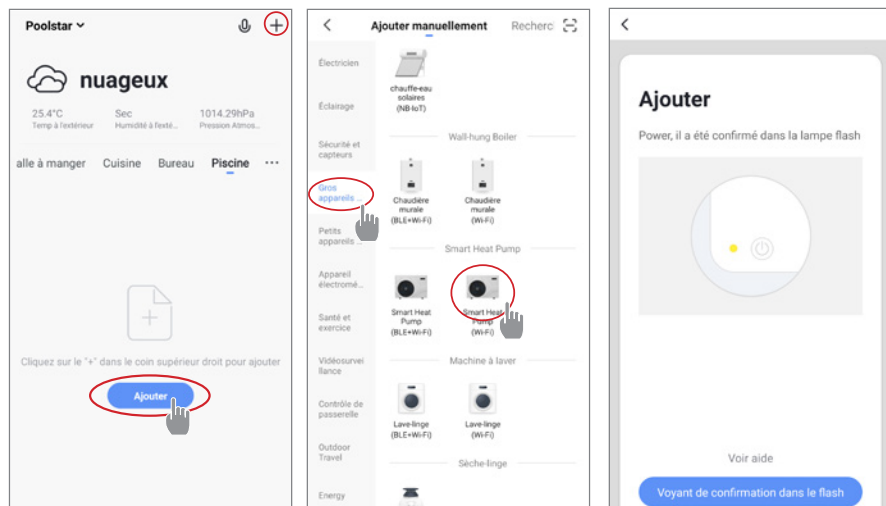 Poolstar
nuageux
25.4°C Sec 1014.29hPa
Temp à l'extérieur Humidité à l'exté... Pression Atmos...
alle à manger Cuisine Bureau Piscine ...
Cliquez sur le "+" dans le coin supérieur droit pour ajouter
Ajouter
Ajouter manuellement Recherc
Électricien
Éclairage
Sécurité et
capteurs
Gros
appareils ...
Petits
appareils ...
Appareil
électromé...
Santé et
exercice
Vidéosurvei
llance
Contrôle de
passerelle
Outdoor
Travel
Energy
chauffe-eau
solaires
(NB-IoT)
Wall-hung Boiler
Chaudière
murale
(BLE+Wi-Fi)
Chaudière
murale
(Wi-Fi)
Smart Heat Pump
Smart Heat
Pump
(BLE+Wi-Fi)
Smart Heat
Pump
(Wi-Fi)
Machine à laver
Lave-linge
(BLE+Wi-Fi)
Lave-linge
(Wi-Fi)
Sèche-linge
Ajouter
Power, il a été confirmé dans la lampe flash
Voir aide
Voyant de confirmation dans le flash